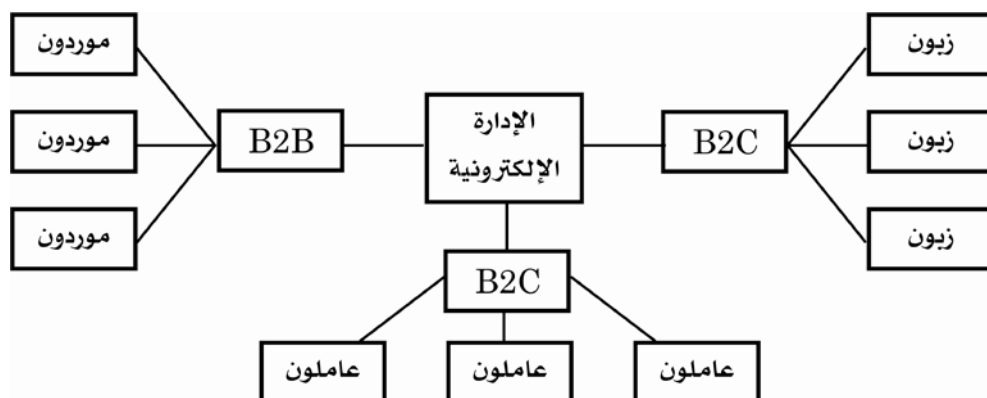 زبون
موردون
الإدارة
الإلكترونية
B2C
B2B
زبون
موردون
زبون
موردون
B2C
عاملون
عاملون
عاملون